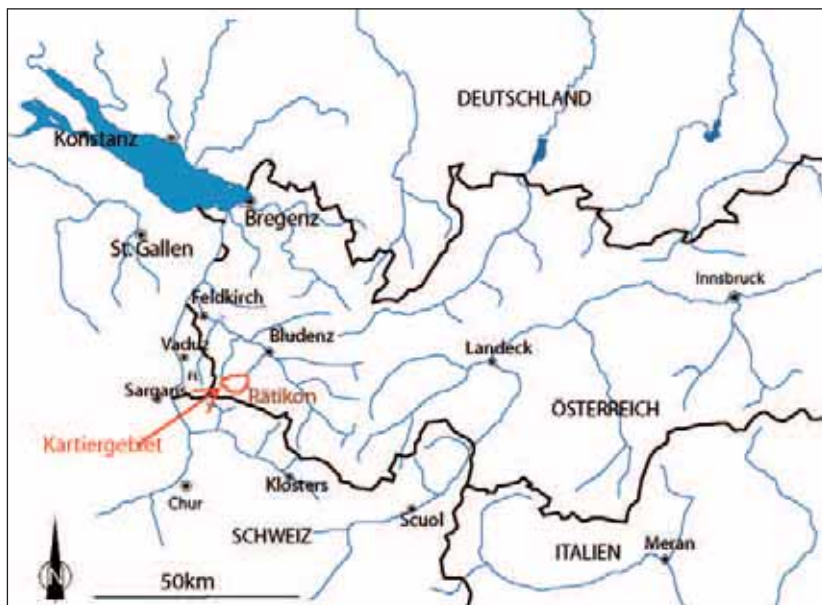 DEUTSCHLAND
Konstanz
Bregenz
St. Gallen
Innsbruck
Feldkirch
Bludenz
Vaduz
Landeck
FL
Sargans
Rätikon
ÖSTERREICH
Kartiergebiet
Klosters
Chur
Scuol
SCHWEIZ
ITALIEN
Meran
N
50km